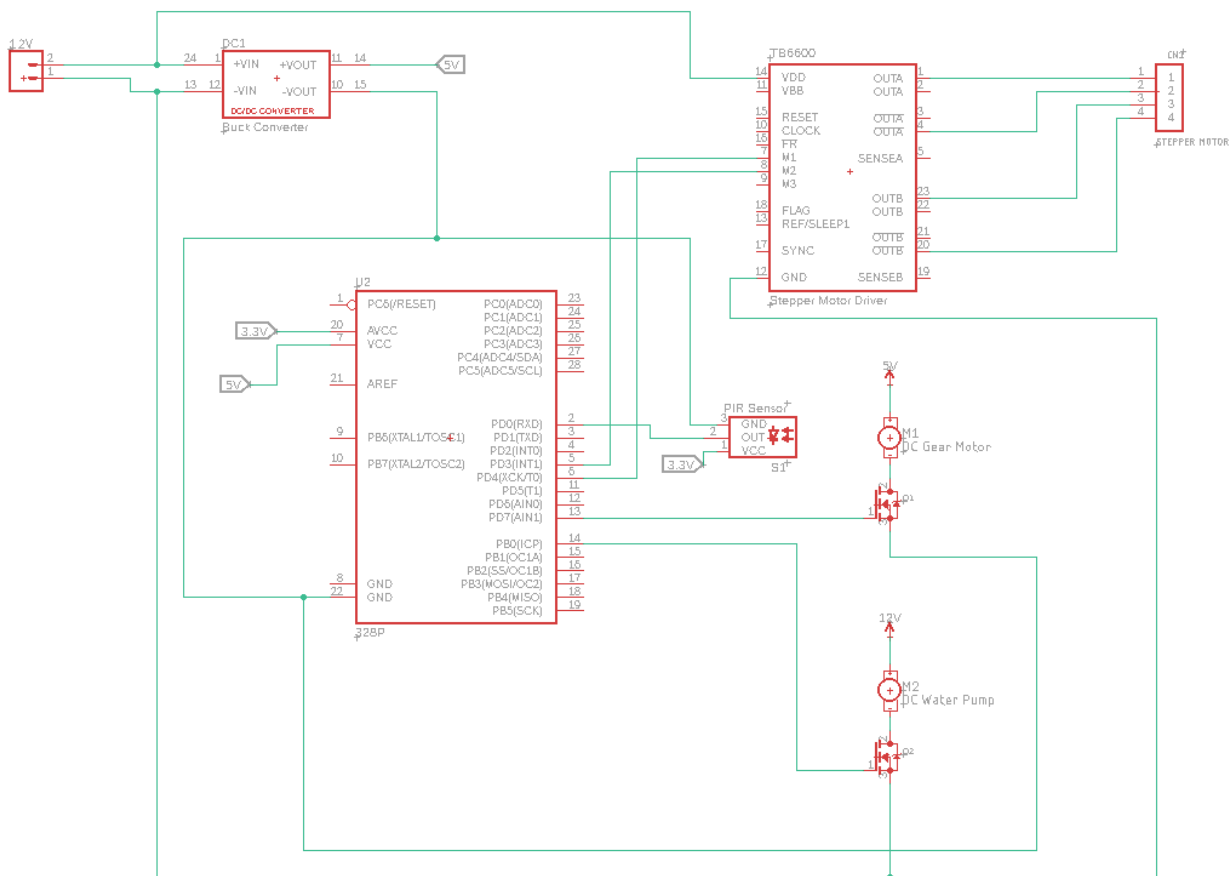 12V
2
1
DC1
24 1 +VIN +VOUT 11 14
13 12 -VIN -VOUT 10 15
DC/DC CONVERTER
Buck Converter
5V
TB6600
14 VDD OUTA 1
11 VBB OUTA 2
15 RESET OUTA 3
10 CLOCK OUTA 4
16 FR
7 M1 SENSEA 5
8 M2
9 M3
OUTB 23
18 FLAG OUTB 22
13 REF/SLEEP1
OUTB 21
17 SYNC OUTB 20
12 GND SENSEB 19
Stepper Motor Driver
1 1
2 2
3 3
4 4
STEPPER MOTOR
U2
1 PC6(/RESET) PC0(ADC0) 23
PC1(ADC1) 24
3.3V 20 AVCC PC2(ADC2) 25
7 VCC PC3(ADC3) 26
PC4(ADC4/SDA) 27
5V PC5(ADC5/SCL) 28
21 AREF
PD0(RXD) 2
9 PB6(XTAL1/TOSC1) PD1(TXD) 3
PD2(INT0) 4
10 PB7(XTAL2/TOSC2) PD3(INT1) 5
PD4(XCK/T0) 6
PD5(T1) 11
PD6(AIN0) 12
PD7(AIN1) 13
PB0(ICP) 14
PB1(OC1A) 15
PB2(SS/OC1B) 16
8 GND PB3(MOSI/OC2) 17
22 GND PB4(MISO) 18
PB5(SCK) 19
328P
PIR Sensor
3 GND
2 OUT
1 VCC
3.3V
S1
5V
M1
DC Gear Motor
2
Q1
1
3
12V
M2
DC Water Pump
2
Q2
1
3